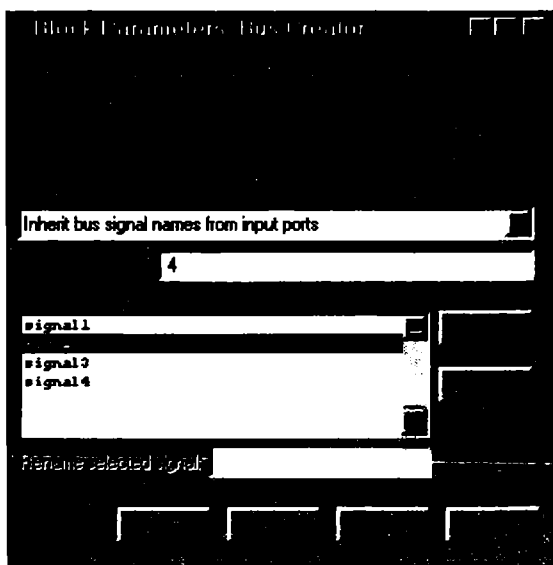 Block Parameters: Bus Creator
Inherit bus signal names from input ports
4
signal1
signal3
signal4
Rename selected signal: